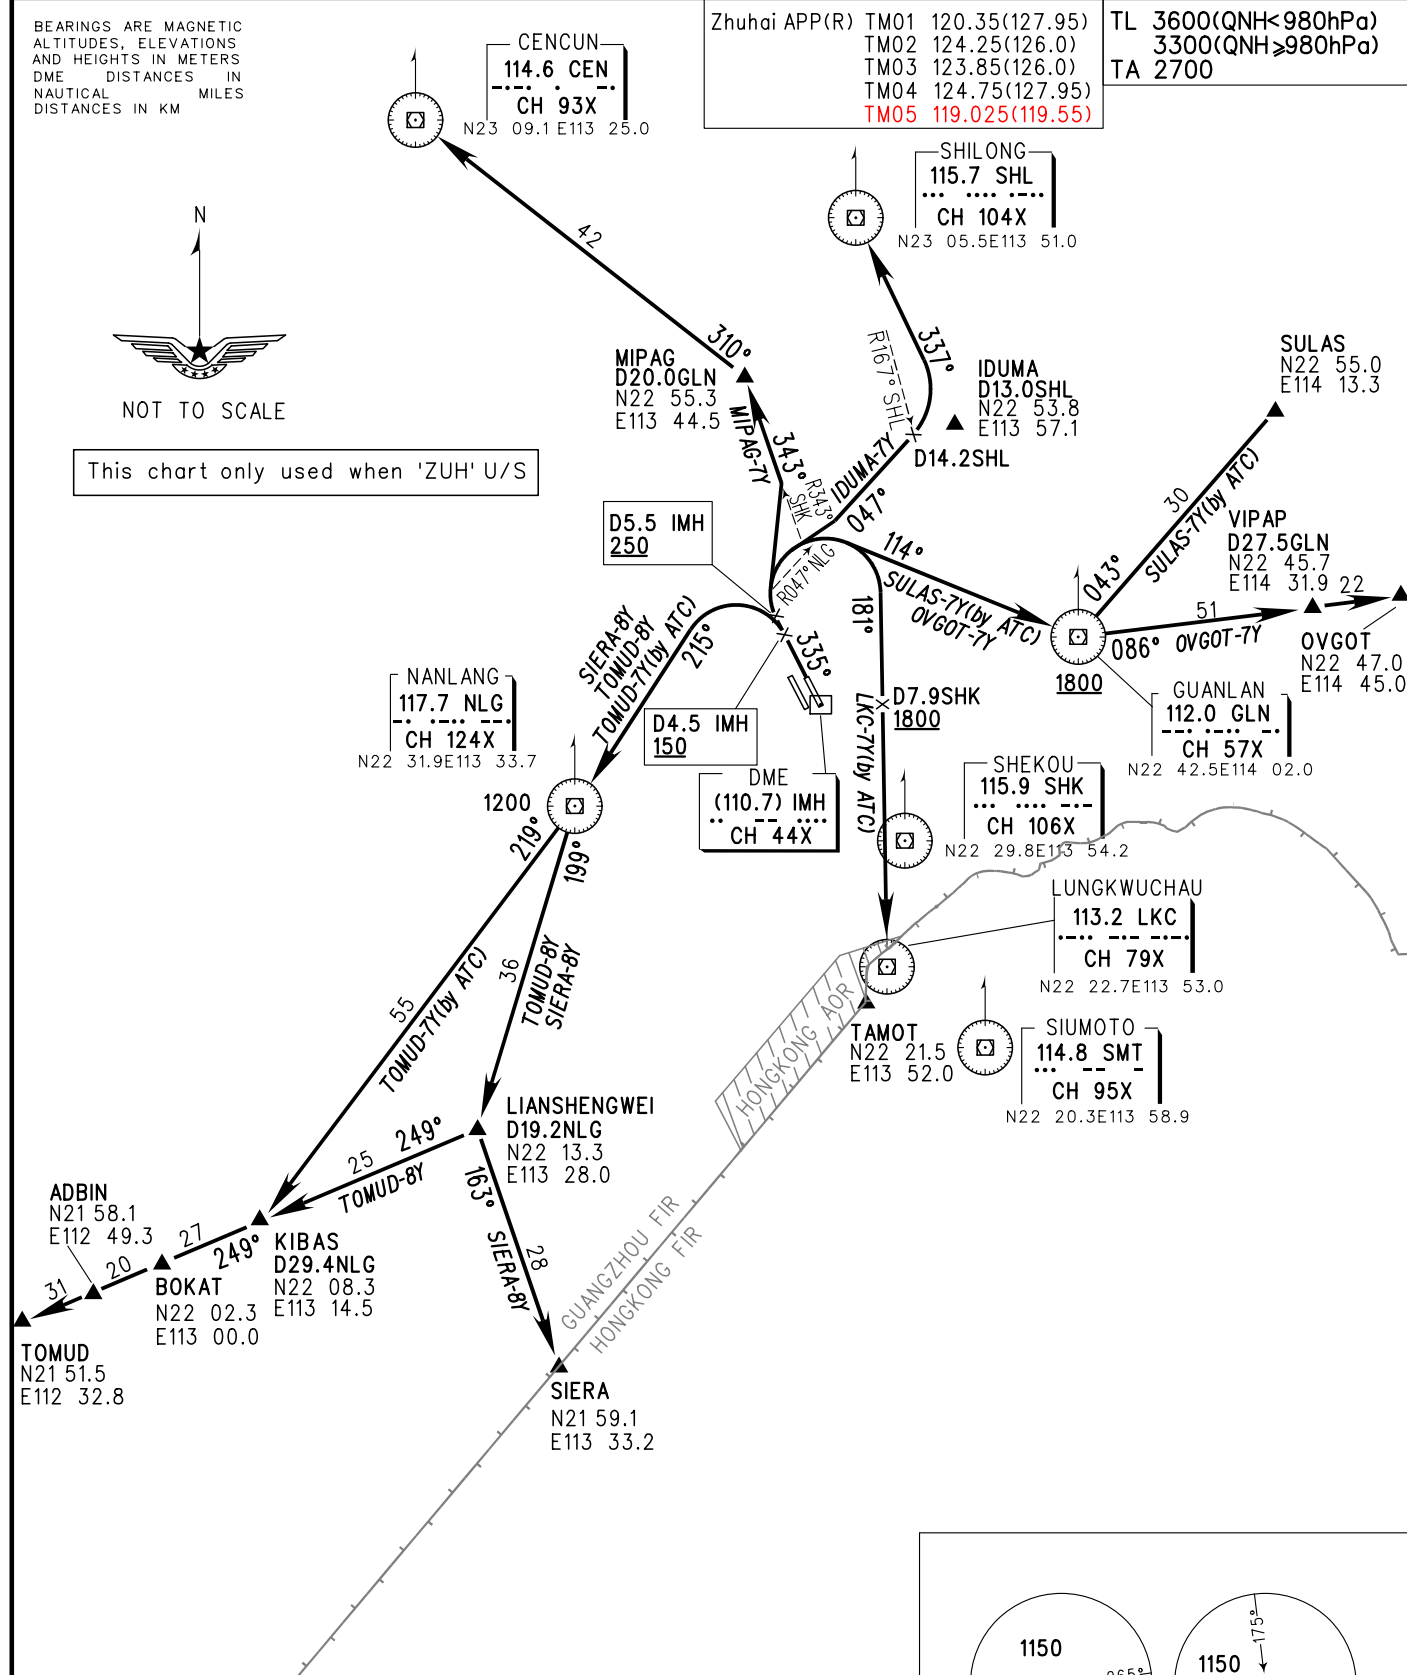 BEARINGS ARE MAGNETIC
ALTITUDES, ELEVATIONS
AND HEIGHTS IN METERS
DME DISTANCES IN
NAUTICAL MILES
DISTANCES IN KM
CENCUN
114.6 CEN
CH 93X
N23 09.1 E113 25.0
Zhuhai APP(R) TM01 120.35(127.95)
TM02 124.25(126.0)
TM03 123.85(126.0)
TM04 124.75(127.95)
TM05 119.025(119.55)
TL 3600(QNH<980hPa)
3300(QNH≥980hPa)
TA 2700
SHILONG
115.7 SHL
CH 104X
N23 05.5E113 51.0
N
NOT TO SCALE
This chart only used when 'ZUH' U/S
42
310°
MIPAG
D20.0GLN
N22 55.3
E113 44.5
MIPAG-7Y
343°
R343°
SHK
337°
R167° SHL
IDUMA
D13.0SHL
N22 53.8
E113 57.1
D14.2SHL
IDUMA-7Y
047°
R047° NLG
SULAS
N22 55.0
E114 13.3
30
SULAS-7Y(by ATC)
043°
VIPAP
D27.5GLN
N22 45.7
E114 31.9
22
51
086°
OVGOT-7Y
OVGOT
N22 47.0
E114 45.0
114°
SULAS-7Y(by ATC)
OVGOT-7Y
1800
GUANLAN
112.0 GLN
CH 57X
N22 42.5E114 02.0
D5.5 IMH
250
335°
D4.5 IMH
150
181°
LKC-7Y(by ATC)
D7.9SHK
1800
SIERA-8Y
TOMUD-8Y
TOMUD-7Y(by ATC)
215°
NANLANG
117.7 NLG
CH 124X
N22 31.9E113 33.7
DME
(110.7) IMH
CH 44X
SHEKOU
115.9 SHK
CH 106X
N22 29.8E113 54.2
1200
219°
199°
LUNGKWUCHAU
113.2 LKC
CH 79X
N22 22.7E113 53.0
TAMOT
N22 21.5
E113 52.0
SIUMOTO
114.8 SMT
CH 95X
N22 20.3E113 58.9
HONGKONG AOR
55
TOMUD-7Y(by ATC)
36
TOMUD-8Y
SIERA-8Y
LIANSHENGWEI
D19.2NLG
N22 13.3
E113 28.0
249°
25
TOMUD-8Y
163°
SIERA-8Y
28
ADBIN
N21 58.1
E112 49.3
27
249°
KIBAS
D29.4NLG
N22 08.3
E113 14.5
20
31
BOKAT
N22 02.3
E113 00.0
TOMUD
N21 51.5
E112 32.8
GUANGZHOU FIR
HONGKONG FIR
SIERA
N21 59.1
E113 33.2
1150
175°
1150